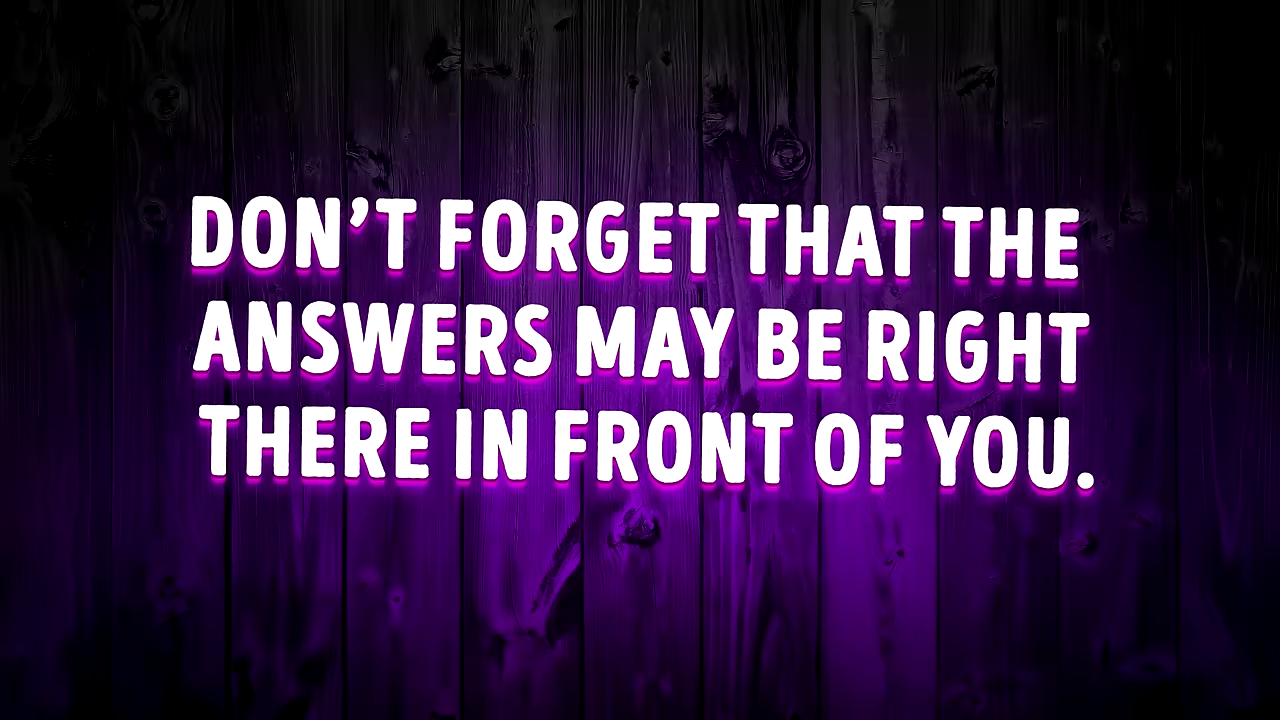 DON’T FORGET THAT THE
ANSWERS MAY BE RIGHT
THERE IN FRONT OF YOU.